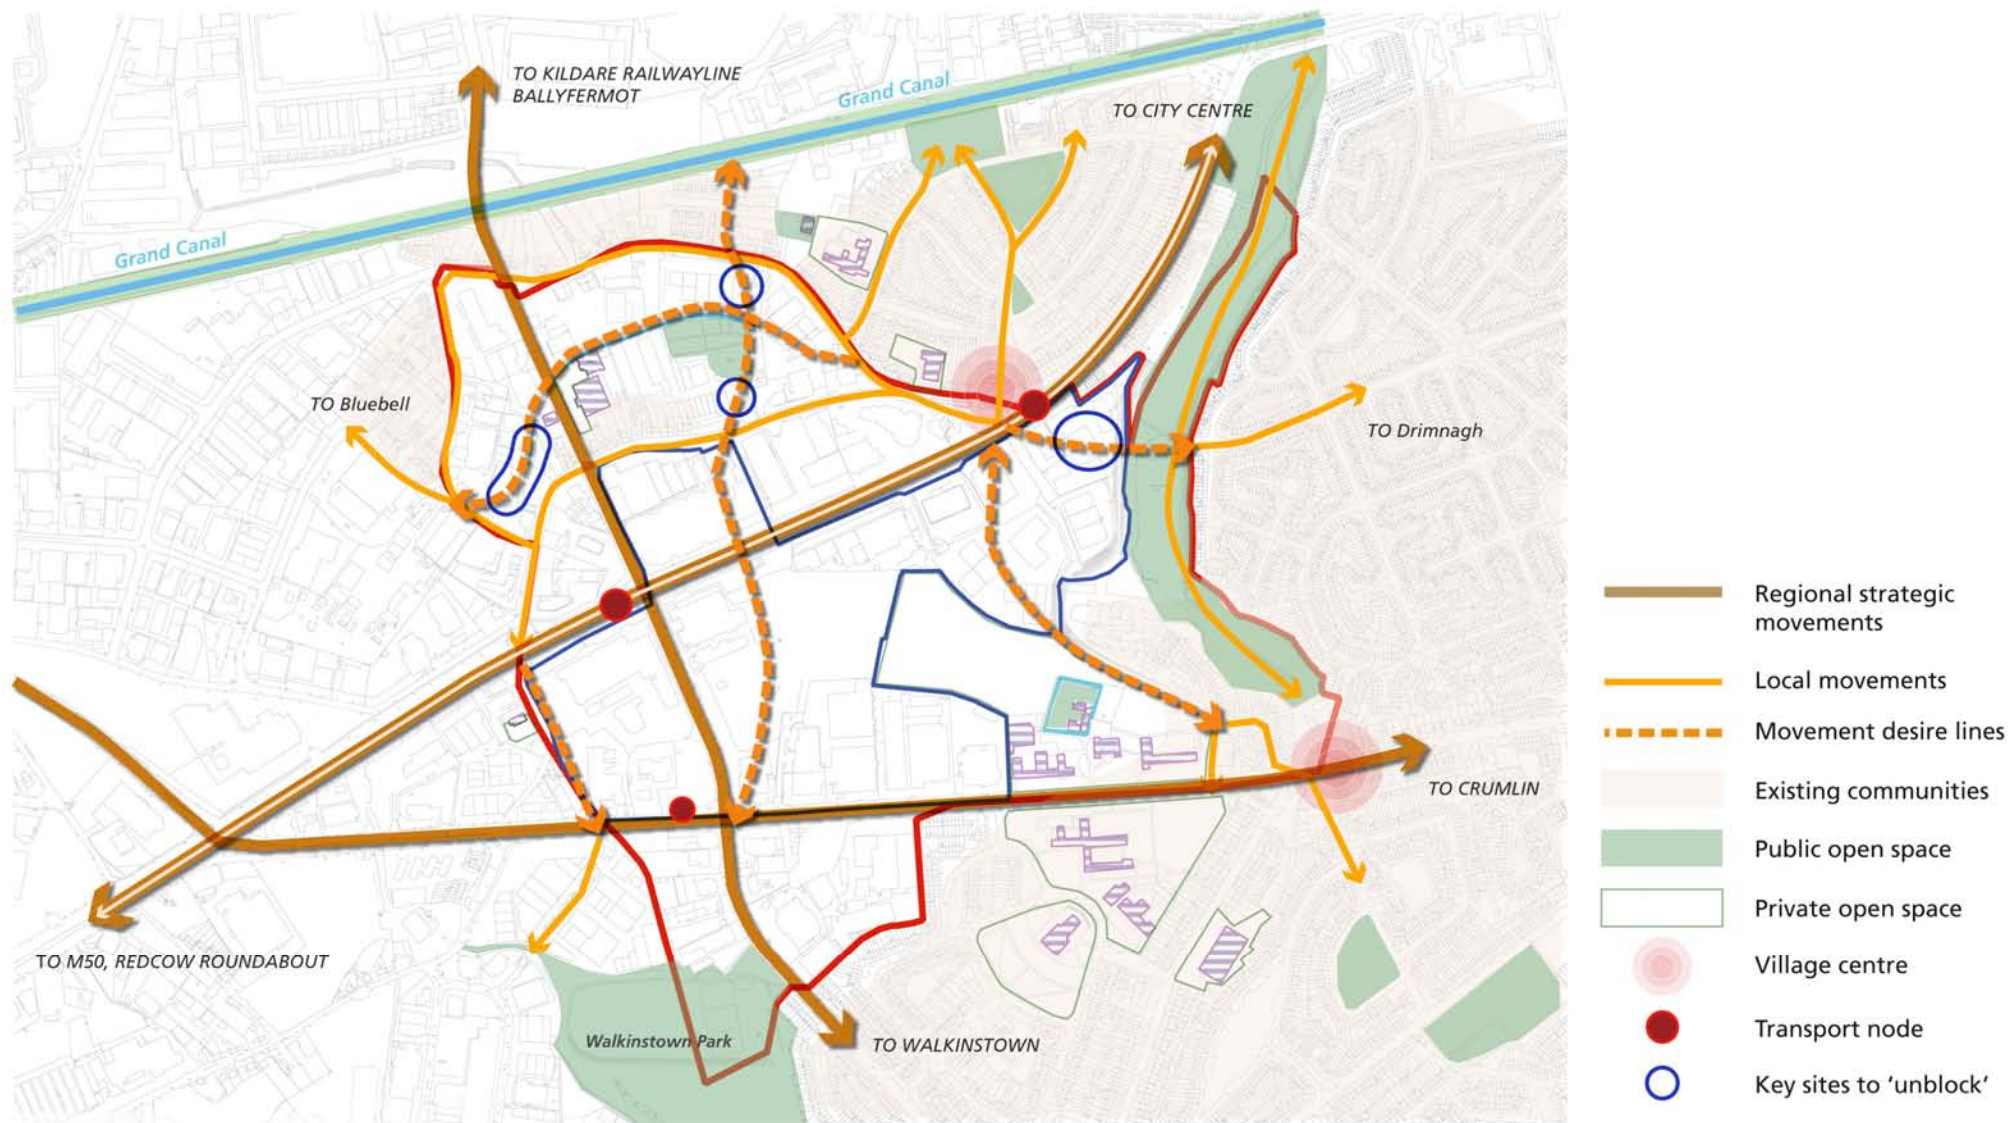 TO KILDARE RAILWAYLINE
BALLYFERMOT
Grand Canal
TO CITY CENTRE
Grand Canal
TO Bluebell
TO Drimnagh
TO CRUMLIN
TO M50, REDCOW ROUNDABOUT
Walkinstown Park
TO WALKINSTOWN
Regional strategic
movements
Local movements
Movement desire lines
Existing communities
Public open space
Private open space
Village centre
Transport node
Key sites to ‘unblock’